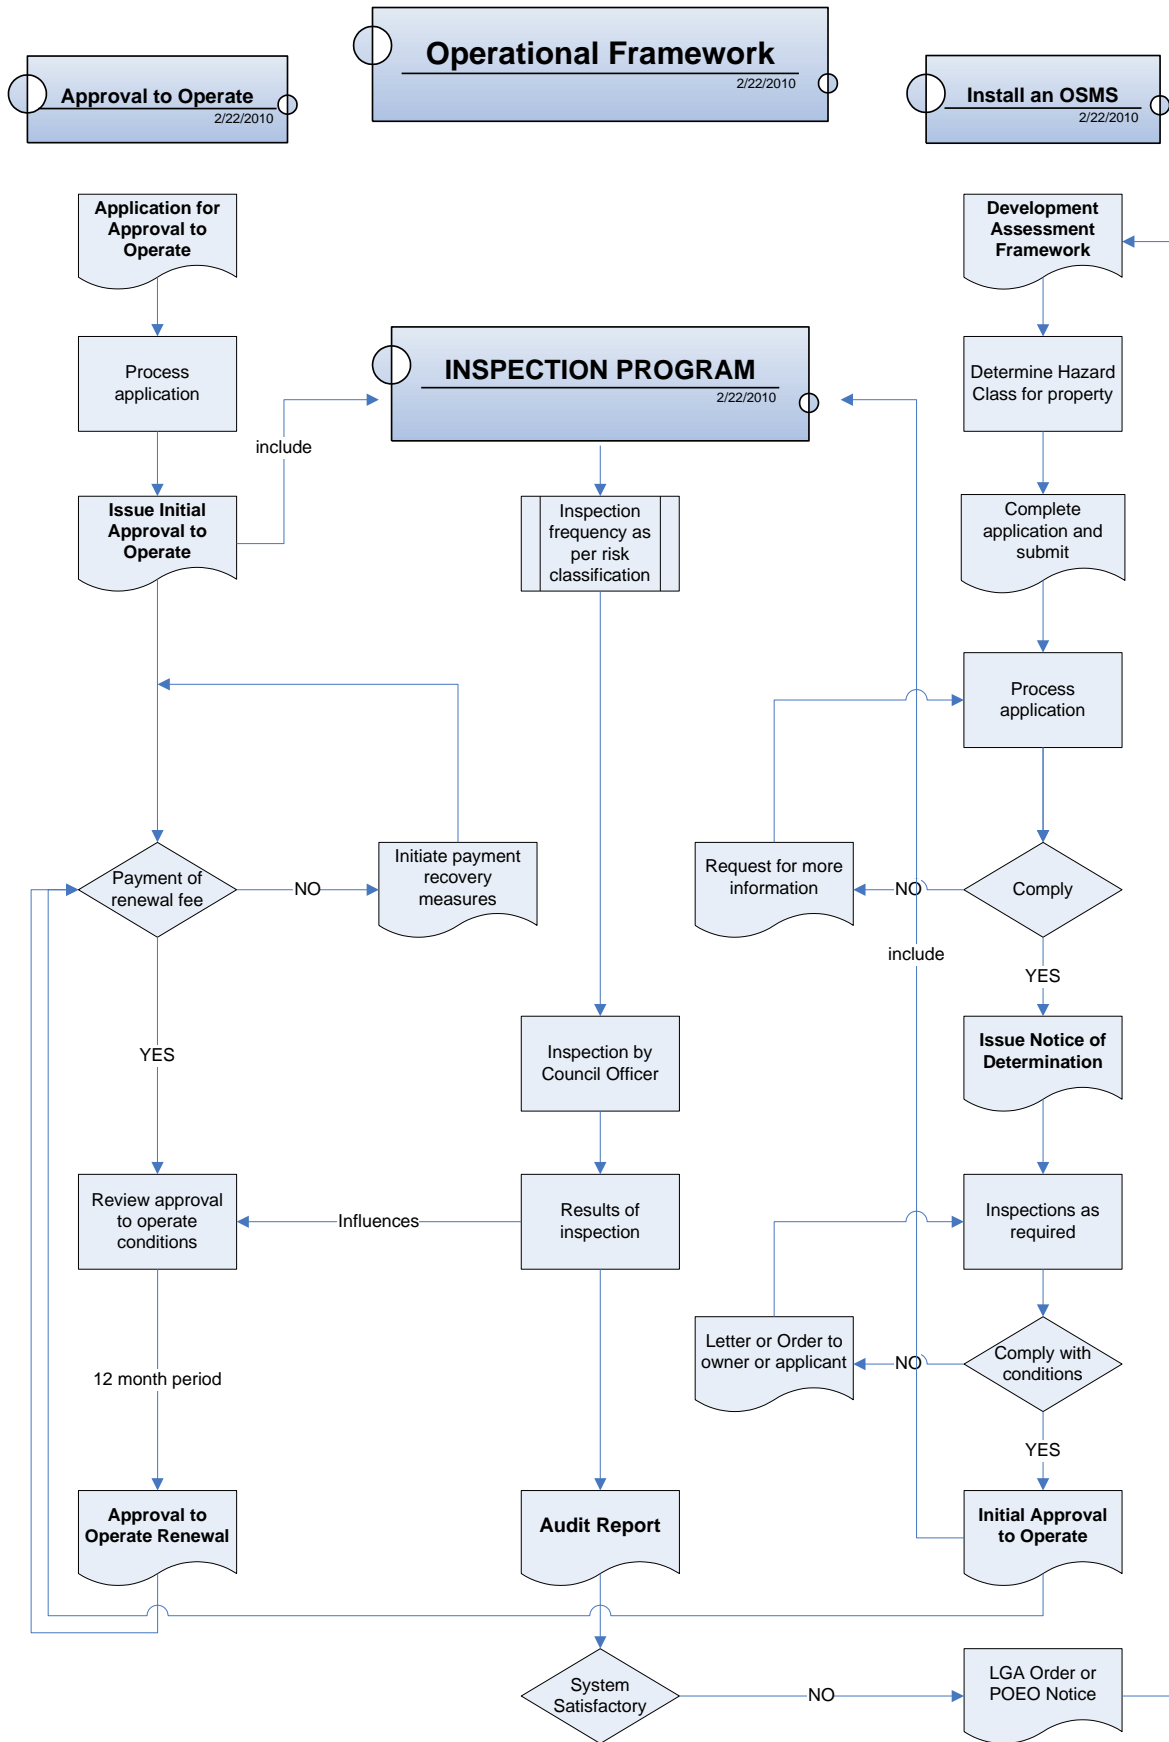 Operational Framework
2/22/2010
Approval to Operate
2/22/2010
Install an OSMS
2/22/2010
Application for
Approval to
Operate
Process
application
include
Issue Initial
Approval to
Operate
Payment of
renewal fee
NO
Initiate payment
recovery
measures
YES
Review approval
to operate
conditions
12 month period
Approval to
Operate Renewal
INSPECTION PROGRAM
2/22/2010
Inspection
frequency as
per risk
classification
Inspection by
Council Officer
Influences
Results of
inspection
Audit Report
System
Satisfactory
NO
LGA Order or
POEO Notice
Development
Assessment
Framework
Determine Hazard
Class for property
Complete
application and
submit
Process
application
Request for more
information
NO
Comply
include
YES
Issue Notice of
Determination
Inspections as
required
Letter or Order to
owner or applicant
NO
Comply with
conditions
YES
Initial Approval
to Operate